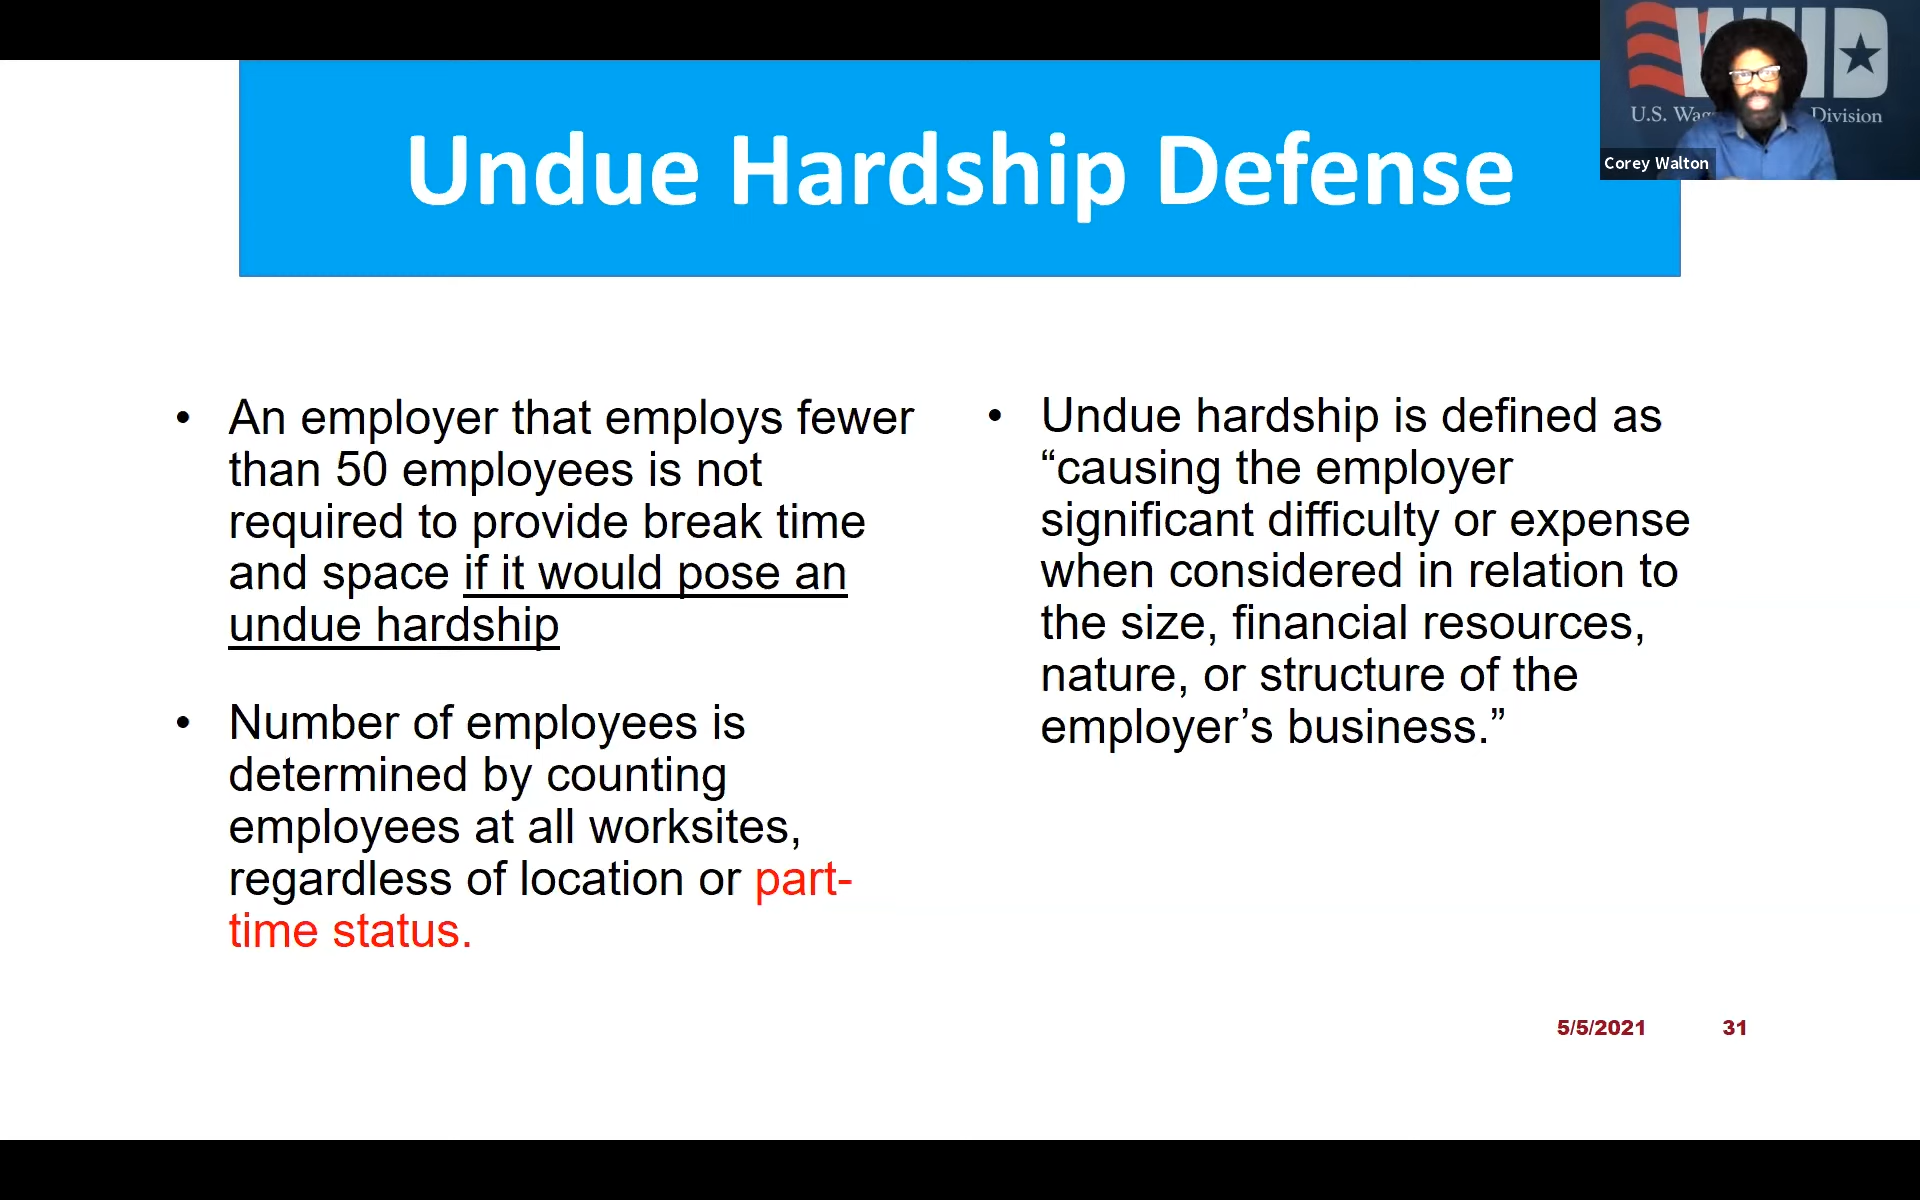 Undue Hardship Defense
WHD
U.S. Wag Division
Corey Walton
• An employer that employs fewer
than 50 employees is not
required to provide break time
and space if it would pose an
undue hardship
• Number of employees is
determined by counting
employees at all worksites,
regardless of location or part-
time status.
• Undue hardship is defined as
“causing the employer
significant difficulty or expense
when considered in relation to
the size, financial resources,
nature, or structure of the
employer’s business.”
5/5/2021 31